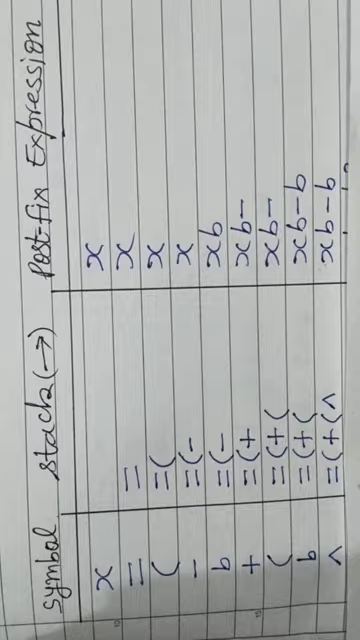 symbol stack(→) Post-fix Expression
x x
= = x
( =( x
- =(- x
b =(- xb
+ =(+ xb-
( =(+( xb-
b =(+( xb-b
^ =(+(^ xb-b